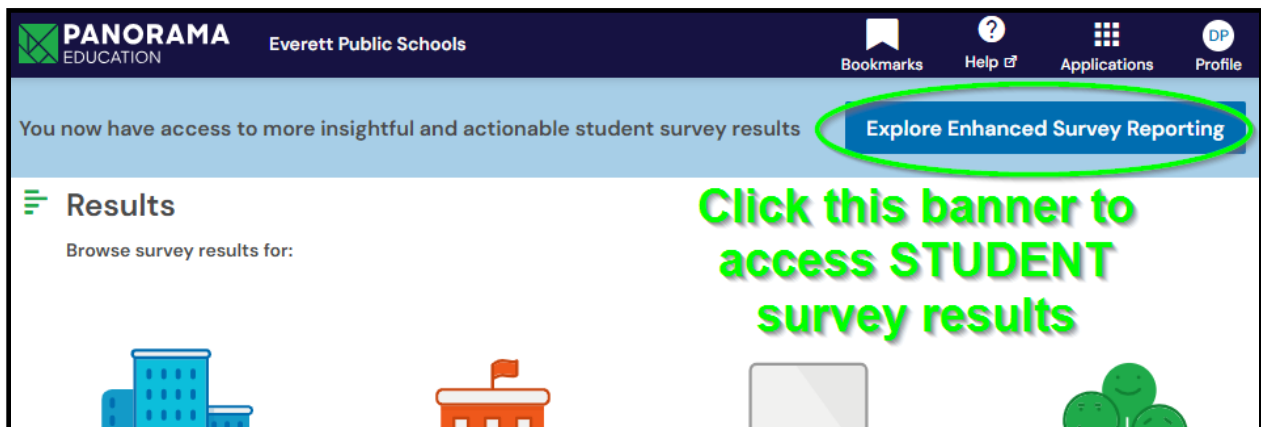 PANORAMA
EDUCATION
Everett Public Schools
Bookmarks
?
Help
Applications
DP
Profile
You now have access to more insightful and actionable student survey results
Explore Enhanced Survey Reporting
Results
Browse survey results for:
Click this banner to
access STUDENT
survey results